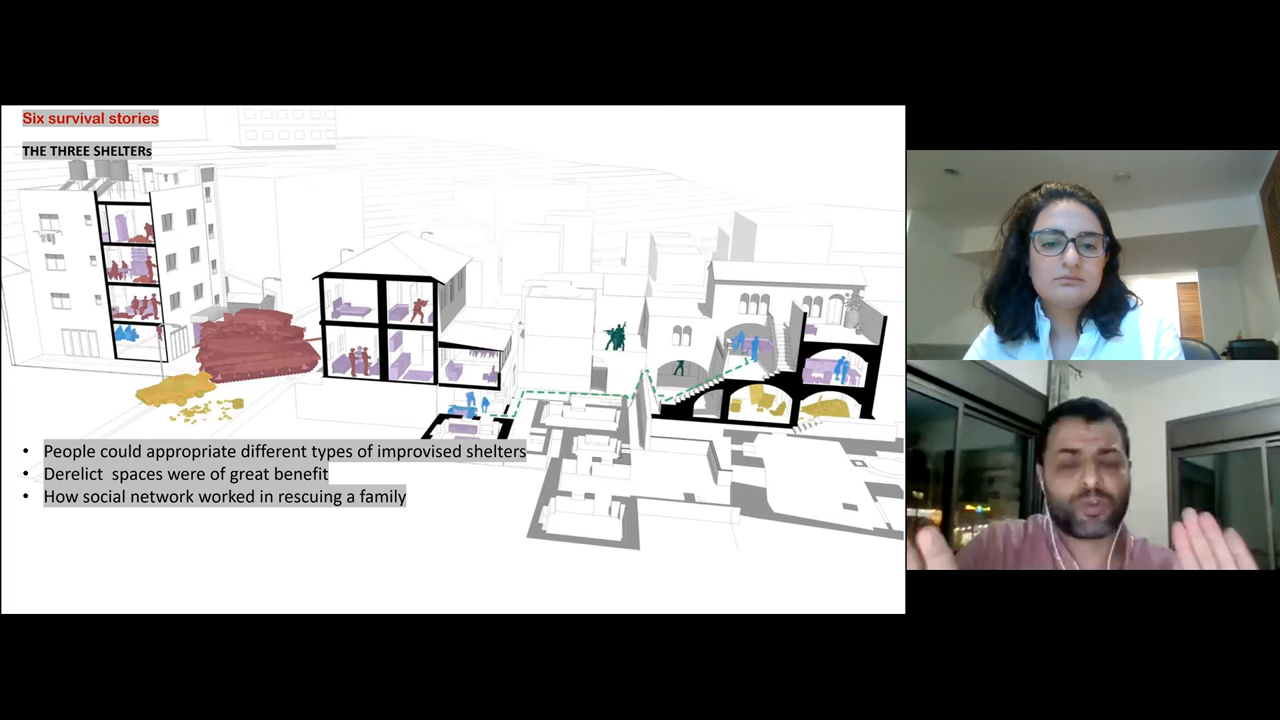 Six survival stories
THE THREE SHELTERs
• People could appropriate different types of improvised shelters
• Derelict spaces were of great benefit
• How social network worked in rescuing a family